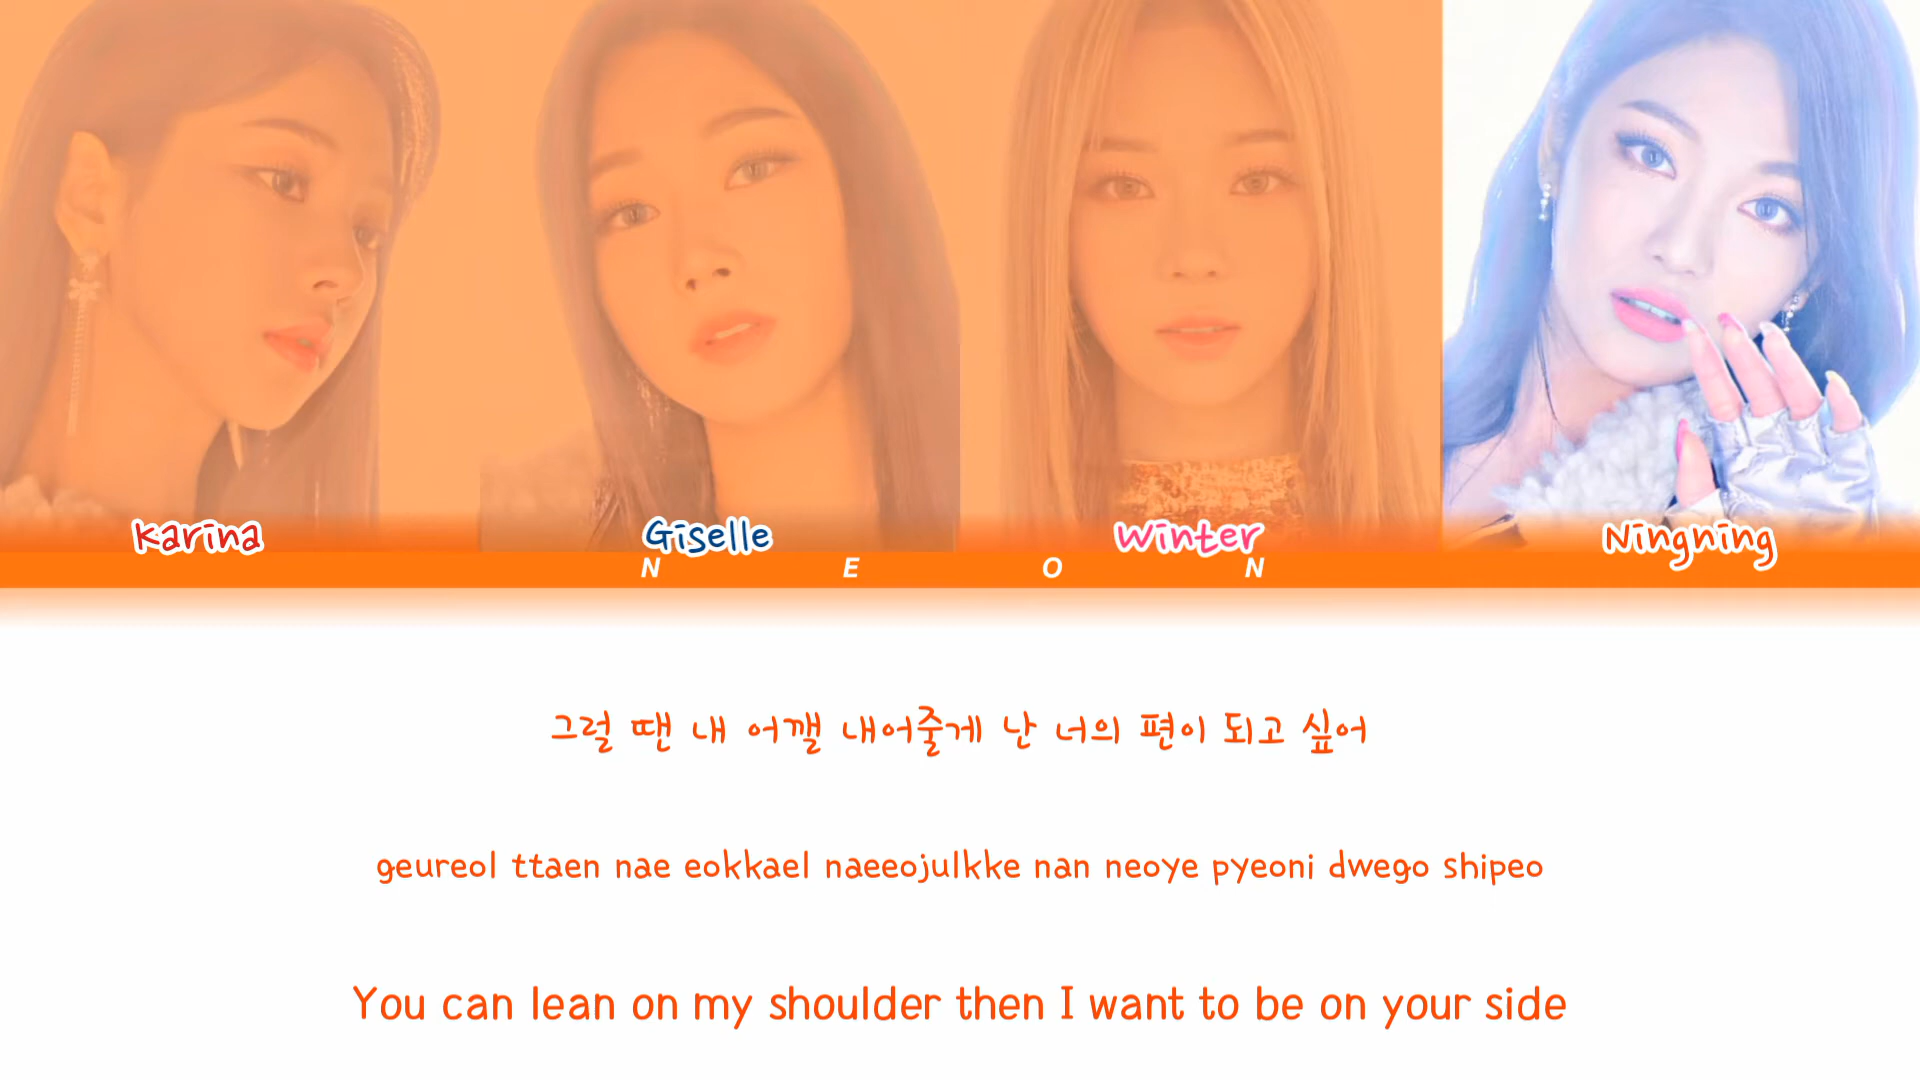 Karina Giselle Winter Ningning
N E O N
그럴 땐 내 어깰 내어줄게 난 너의 편이 되고 싶어
geureol ttaen nae eokkael naeeojulkke nan neoye pyeoni dwego shipeo
You can lean on my shoulder then I want to be on your side